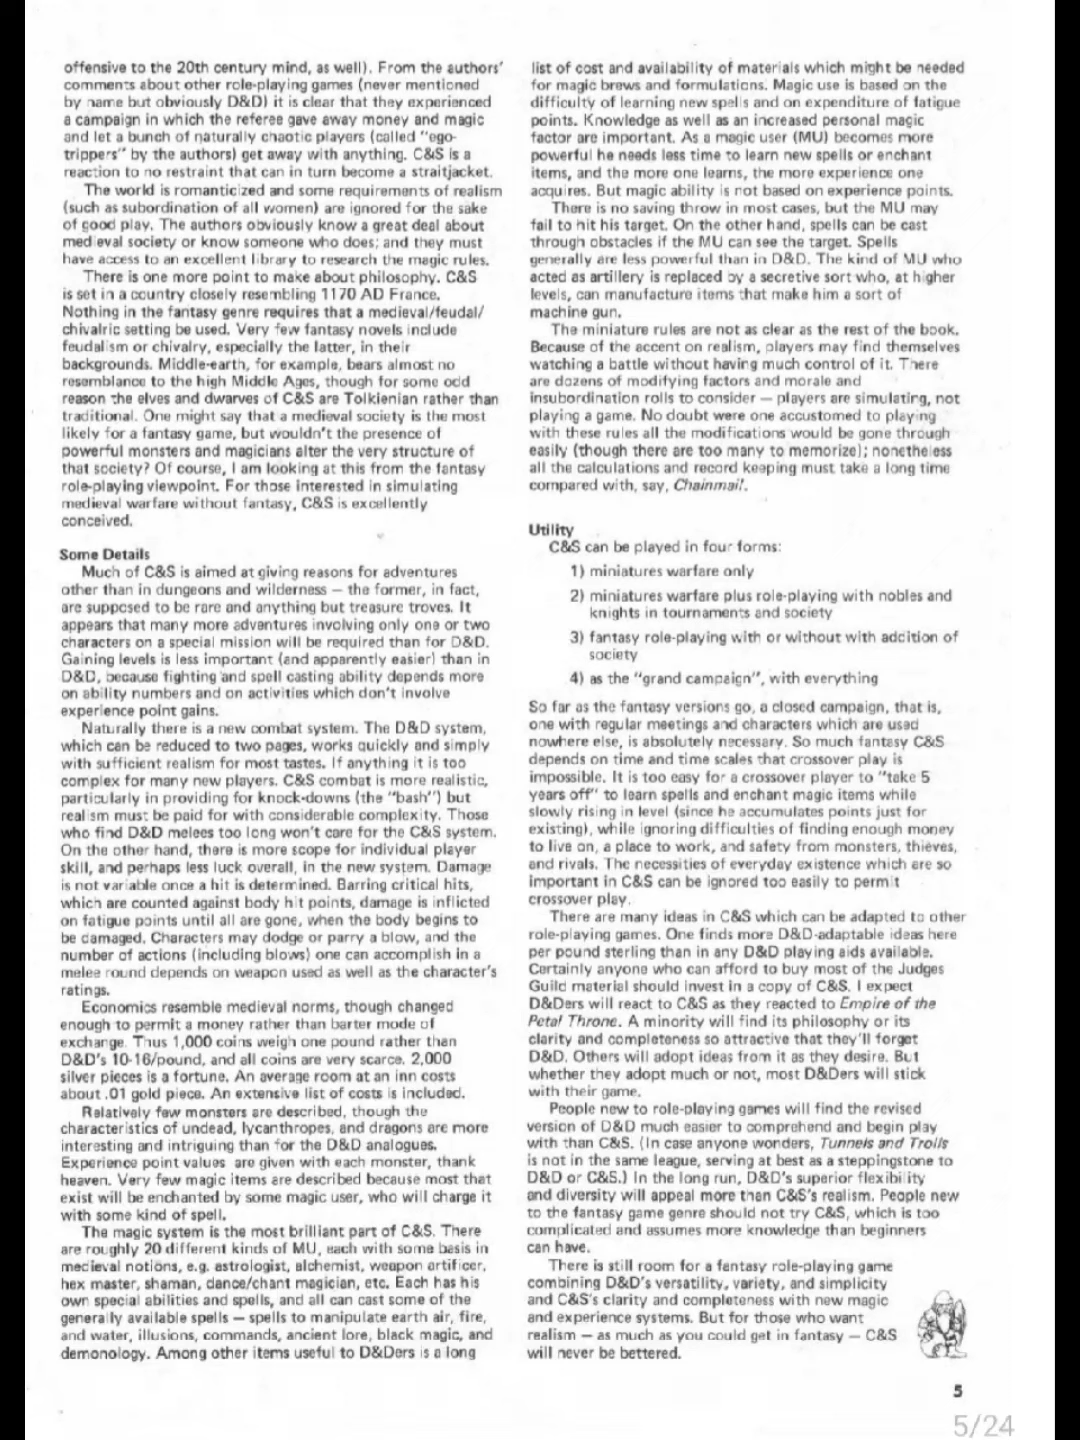 offensive to the 20th century mind, as well). From the authors'
comments about other role-playing games (never mentioned
by name but obviously D&D) it is clear that they experienced
a campaign in which the referee gave away money and magic
and let a bunch of naturally chaotic players (called "ego-
trippers" by the authors) get away with anything. C&S is a
reaction to no restraint that can in turn become a straitjacket.
The world is romanticized and some requirements of realism
(such as subordination of all women) are ignored for the sake
of good play. The authors obviously know a great deal about
medieval society or know someone who does; and they must
have access to an excellent library to research the magic rules.
There is one more point to make about philosophy. C&S
is set in a country closely resembling 1170 AD France.
Nothing in the fantasy genre requires that a medieval/feudal/
chivalric setting be used. Very few fantasy novels include
feudalism or chivalry, especially the latter, in their
backgrounds. Middle-earth, for example, bears almost no
resemblance to the high Middle Ages, though for some odd
reason the elves and dwarves of C&S are Tolkienian rather than
traditional. One might say that a medieval society is the most
likely for a fantasy game, but wouldn't the presence of
powerful monsters and magicians alter the very structure of
that society? Of course, I am looking at this from the fantasy
role-playing viewpoint. For those interested in simulating
medieval warfare without fantasy, C&S is excellently
conceived.
Some Details
Much of C&S is aimed at giving reasons for adventures
other than in dungeons and wilderness — the former, in fact,
are supposed to be rare and anything but treasure troves. It
appears that many more adventures involving only one or two
characters on a special mission will be required than for D&D.
Gaining levels is less important (and apparently easier) than in
D&D, because fighting and spell casting ability depends more
on ability numbers and on activities which don't involve
experience point gains.
Naturally there is a new combat system. The D&D system,
which can be reduced to two pages, works quickly and simply
with sufficient realism for most tastes. If anything it is too
complex for many new players. C&S combat is more realistic,
particularly in providing for knock-downs (the "bash") but
realism must be paid for with considerable complexity. Those
who find D&D melees too long won't care for the C&S system.
On the other hand, there is more scope for individual player
skill, and perhaps less luck overall, in the new system. Damage
is not variable once a hit is determined. Barring critical hits,
which are counted against body hit points, damage is inflicted
on fatigue points until all are gone, when the body begins to
be damaged. Characters may dodge or parry a blow, and the
number of actions (including blows) one can accomplish in a
melee round depends on weapon used as well as the character's
ratings.
Economics resemble medieval norms, though changed
enough to permit a money rather than barter mode of
exchange. Thus 1,000 coins weigh one pound rather than
D&D's 10-16/pound, and all coins are very scarce. 2,000
silver pieces is a fortune. An average room at an inn costs
about .01 gold piece. An extensive list of costs is included.
Relatively few monsters are described, though the
characteristics of undead, lycanthropes, and dragons are more
interesting and intriguing than for the D&D analogues.
Experience point values are given with each monster, thank
heaven. Very few magic items are described because most that
exist will be enchanted by some magic user, who will charge it
with some kind of spell.
The magic system is the most brilliant part of C&S. There
are roughly 20 different kinds of MU, each with some basis in
medieval notions, e.g. astrologist, alchemist, weapon artificer,
hex master, shaman, dance/chant magician, etc. Each has his
own special abilities and spells, and all can cast some of the
generally available spells — spells to manipulate earth air, fire,
and water, illusions, commands, ancient lore, black magic, and
demonology. Among other items useful to D&Ders is a long
list of cost and availability of materials which might be needed
for magic brews and formulations. Magic use is based on the
difficulty of learning new spells and on expenditure of fatigue
points. Knowledge as well as an increased personal magic
factor are important. As a magic user (MU) becomes more
powerful he needs less time to learn new spells or enchant
items, and the more one learns, the more experience one
acquires. But magic ability is not based on experience points.
There is no saving throw in most cases, but the MU may
fail to hit his target. On the other hand, spells can be cast
through obstacles if the MU can see the target. Spells
generally are less powerful than in D&D. The kind of MU who
acted as artillery is replaced by a secretive sort who, at higher
levels, can manufacture items that make him a sort of
machine gun.
The miniature rules are not as clear as the rest of the book.
Because of the accent on realism, players may find themselves
watching a battle without having much control of it. There
are dozens of modifying factors and morale and
insubordination rolls to consider — players are simulating, not
playing a game. No doubt were one accustomed to playing
with these rules all the modifications would be gone through
easily (though there are too many to memorize); nonetheless
all the calculations and record keeping must take a long time
compared with, say, Chainmail.
Utility
C&S can be played in four forms:
1) miniatures warfare only
2) miniatures warfare plus role-playing with nobles and
knights in tournaments and society
3) fantasy role-playing with or without with addition of
society
4) as the "grand campaign", with everything
So far as the fantasy versions go, a closed campaign, that is,
one with regular meetings and characters which are used
nowhere else, is absolutely necessary. So much fantasy C&S
depends on time and time scales that crossover play is
impossible. It is too easy for a crossover player to "take 5
years off" to learn spells and enchant magic items while
slowly rising in level (since he accumulates points just for
existing), while ignoring difficulties of finding enough money
to live on, a place to work, and safety from monsters, thieves,
and rivals. The necessities of everyday existence which are so
important in C&S can be ignored too easily to permit
crossover play.
There are many ideas in C&S which can be adapted to other
role-playing games. One finds more D&D-adaptable ideas here
per pound sterling than in any D&D playing aids available.
Certainly anyone who can afford to buy most of the Judges
Guild material should invest in a copy of C&S. I expect
D&Ders will react to C&S as they reacted to Empire of the
Petal Throne. A minority will find its philosophy or its
clarity and completeness so attractive that they'll forget
D&D. Others will adopt ideas from it as they desire. But
whether they adopt much or not, most D&Ders will stick
with their game.
People new to role-playing games will find the revised
version of D&D much easier to comprehend and begin play
with than C&S. (In case anyone wonders, Tunnels and Trolls
is not in the same league, serving at best as a steppingstone to
D&D or C&S.) In the long run, D&D's superior flexibility
and diversity will appeal more than C&S's realism. People new
to the fantasy game genre should not try C&S, which is too
complicated and assumes more knowledge than beginners
can have.
There is still room for a fantasy role-playing game
combining D&D's versatility, variety, and simplicity
and C&S's clarity and completeness with new magic
and experience systems. But for those who want
realism — as much as you could get in fantasy — C&S
will never be bettered.
5
5/24